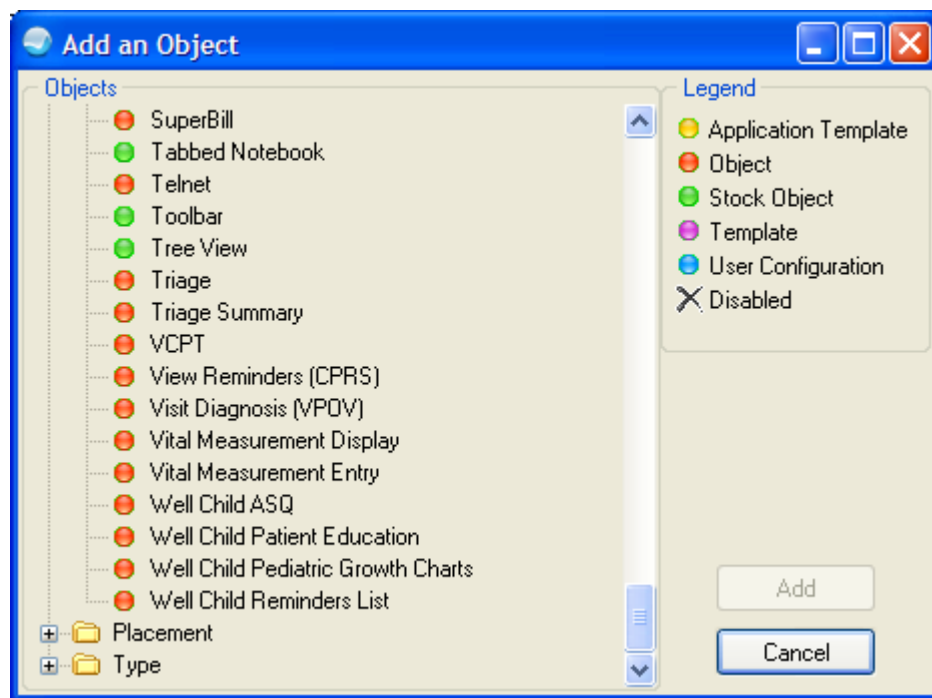 Add an Object
Objects
SuperBill
Tabbed Notebook
Telnet
Toolbar
Tree View
Triage
Triage Summary
VCPT
View Reminders (CPRS)
Visit Diagnosis (VPOV)
Vital Measurement Display
Vital Measurement Entry
Well Child ASQ
Well Child Patient Education
Well Child Pediatric Growth Charts
Well Child Reminders List
Placement
Type
Legend
Application Template
Object
Stock Object
Template
User Configuration
Disabled
Add
Cancel